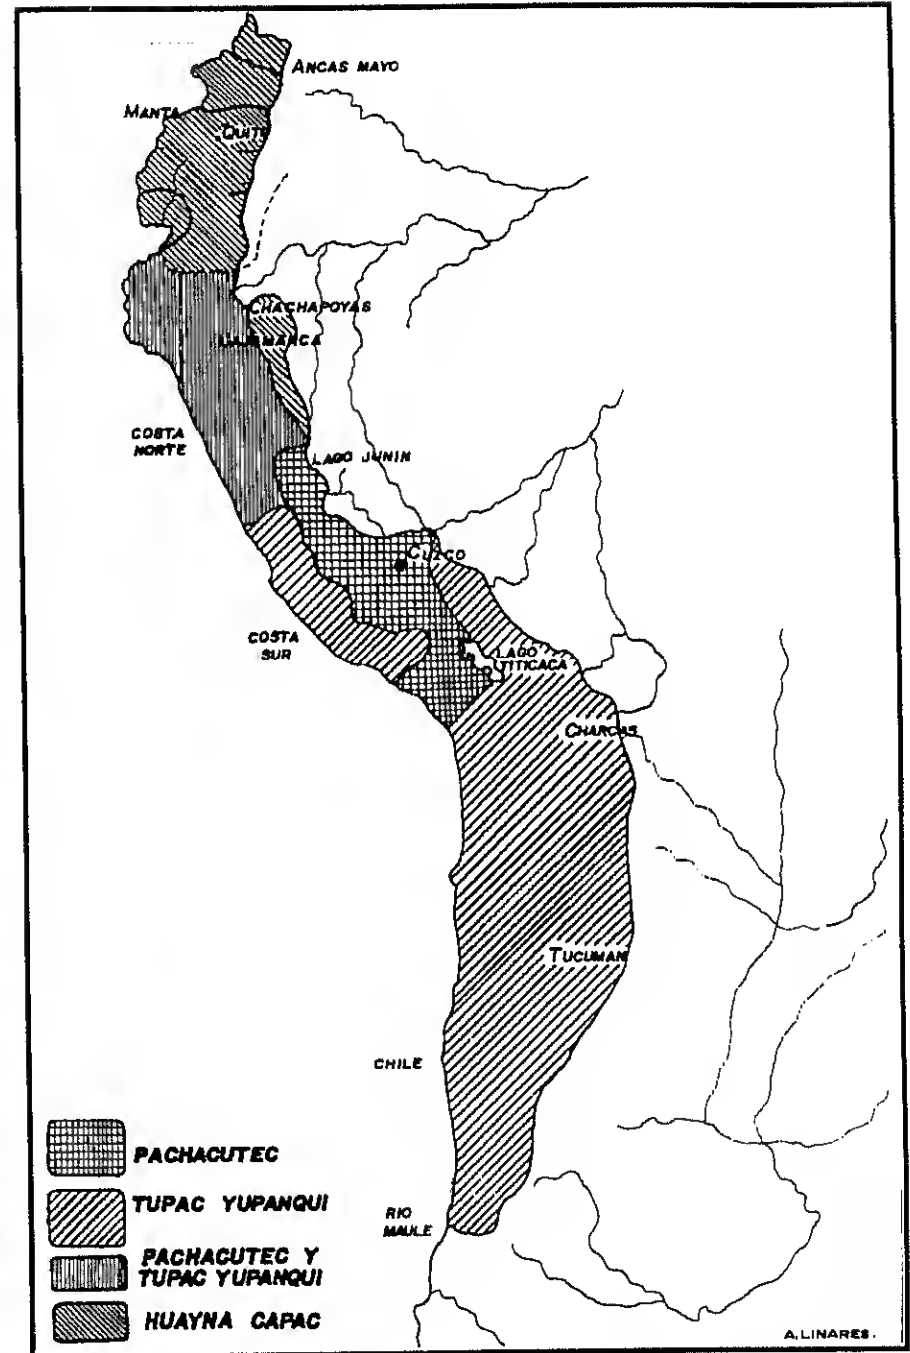 ANCAS MAYO
MANTA
QUITO
CHACHAPOYAS
CAJAMARCA
COSTA
NORTE
LAGO JUNIN
CUZCO
COSTA
SUR
LAGO
TITICACA
CHARCAS
TUCUMAN
CHILE
RIO
MAULE
PACHACUTEC
TUPAC YUPANQUI
PACHACUTEC Y
TUPAC YUPANQUI
HUAYNA CAPAC
A. LINARES.